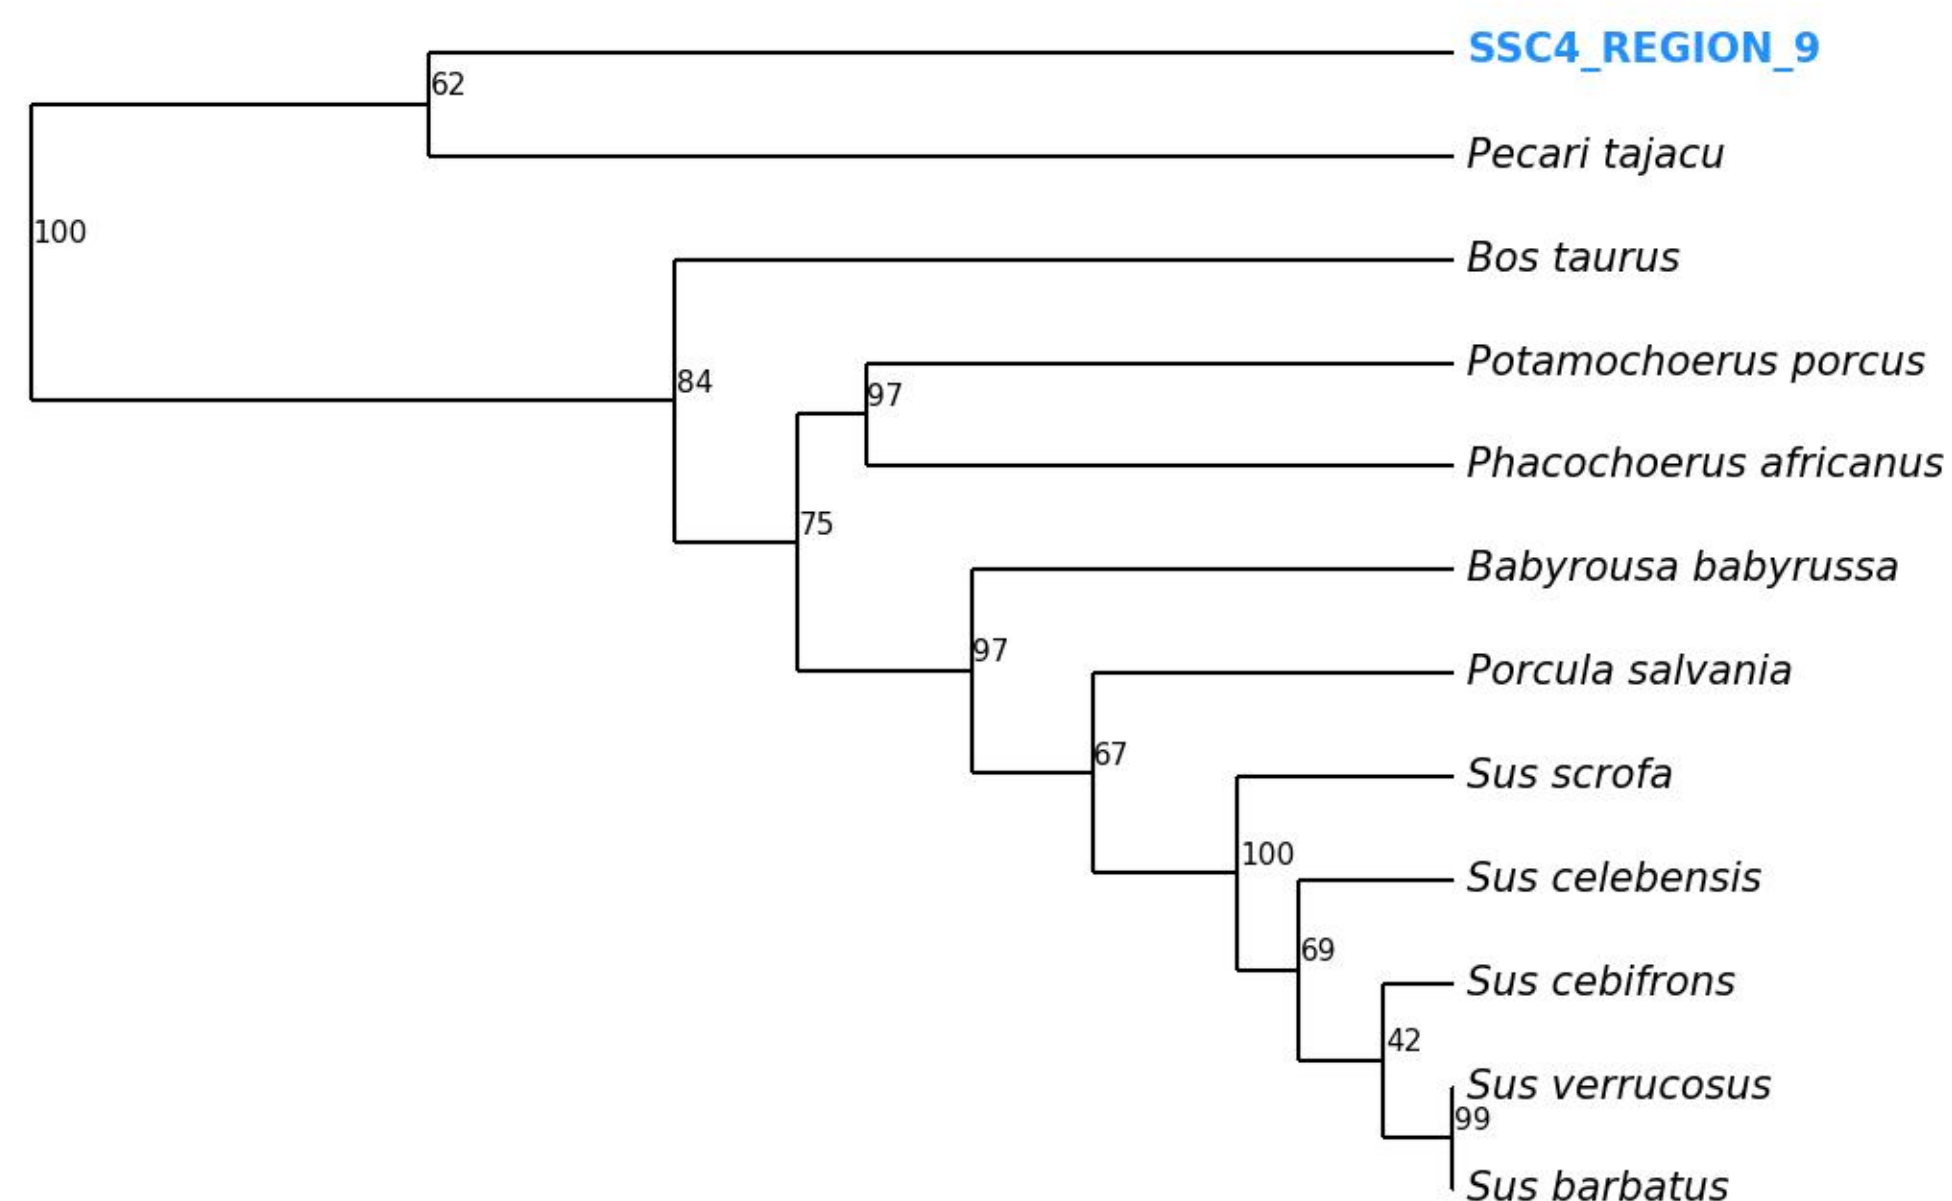 SSC4_REGION_9
62
Pecari tajacu
100
Bos taurus
Potamochoerus porcus
84
97
Phacochoerus africanus
75
Babyrousa babyrussa
97
Porcula salvania
67
Sus scrofa
100
Sus celebensis
69
Sus cebifrons
42
Sus verrucosus
99
Sus barbatus